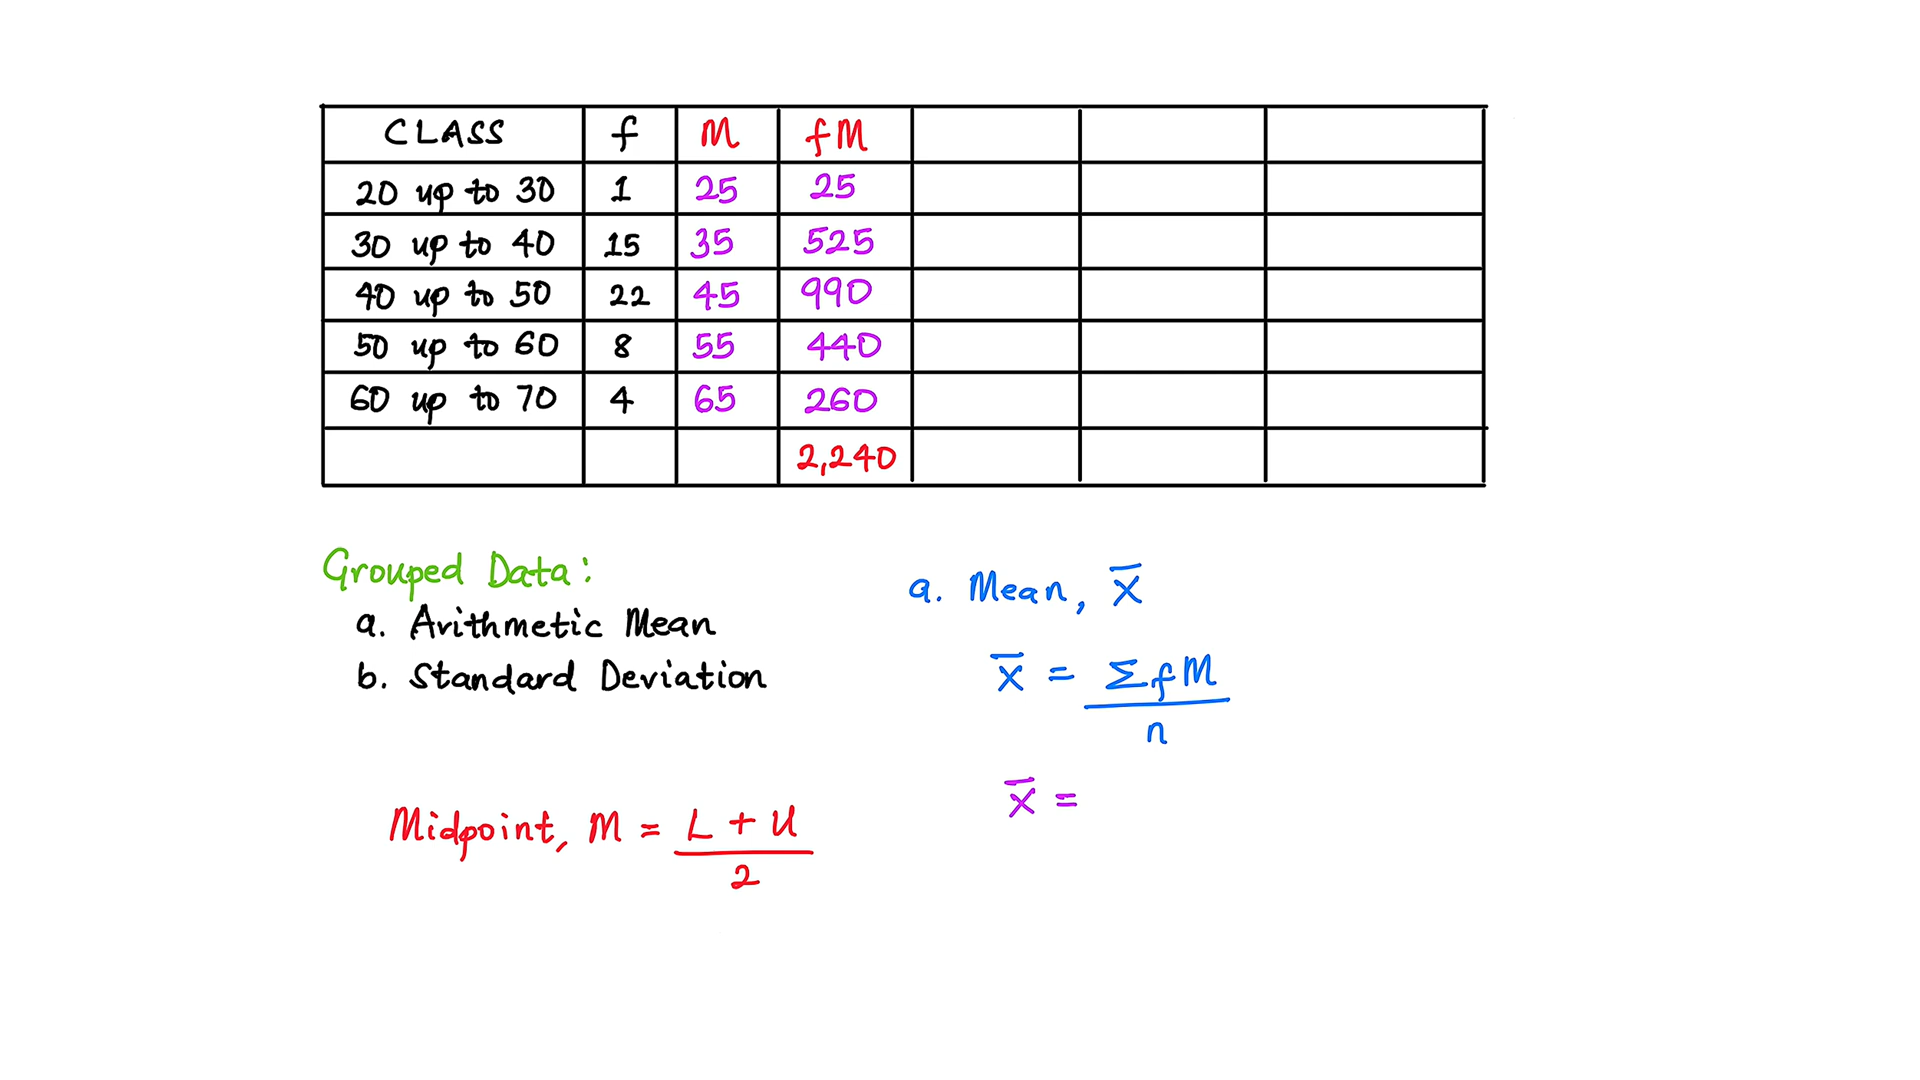 CLASS f M fM
20 up to 30 1 25 25
30 up to 40 15 35 525
40 up to 50 22 45 990
50 up to 60 8 55 440
60 up to 70 4 65 260
2,240
Grouped Data:
a. Arithmetic Mean
b. Standard Deviation
Midpoint, M = L + U
2
a. Mean, x̄
x̄ = ΣfM
n
x̄ =